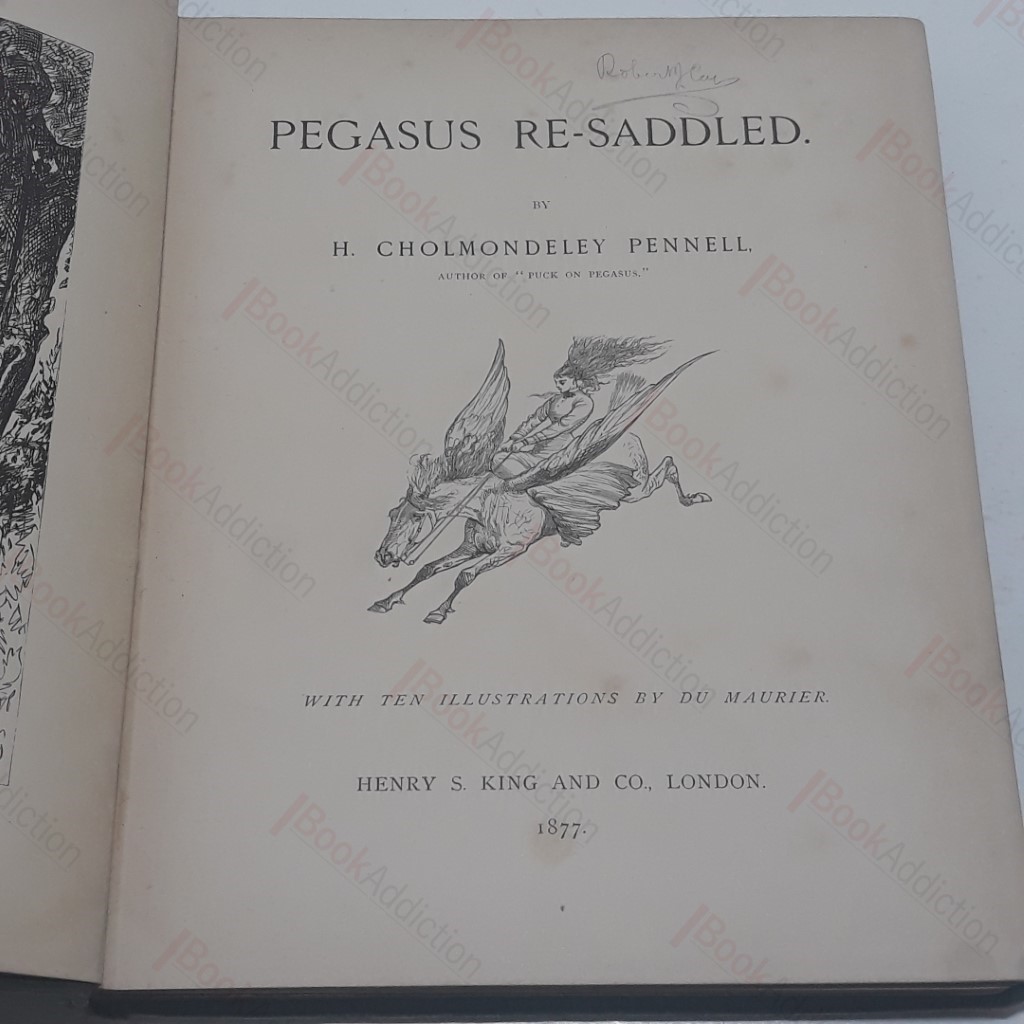 PEGASUS RE-SADDLED.
BY
H. CHOLMONDELEY PENNELL,
AUTHOR OF "PUCK ON PEGASUS."
WITH TEN ILLUSTRATIONS BY DU MAURIER.
HENRY S. KING AND CO., LONDON.
1877.
BookAddiction